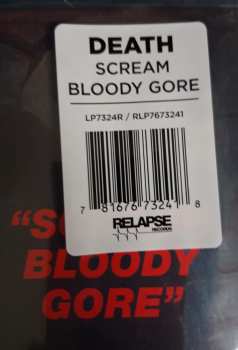 DEATH
SCREAM
BLOODY GORE
LP7324R / RLP7673241
7 81676 73241 8
RELAPSE
RECORDS
BLOODY
GORE”